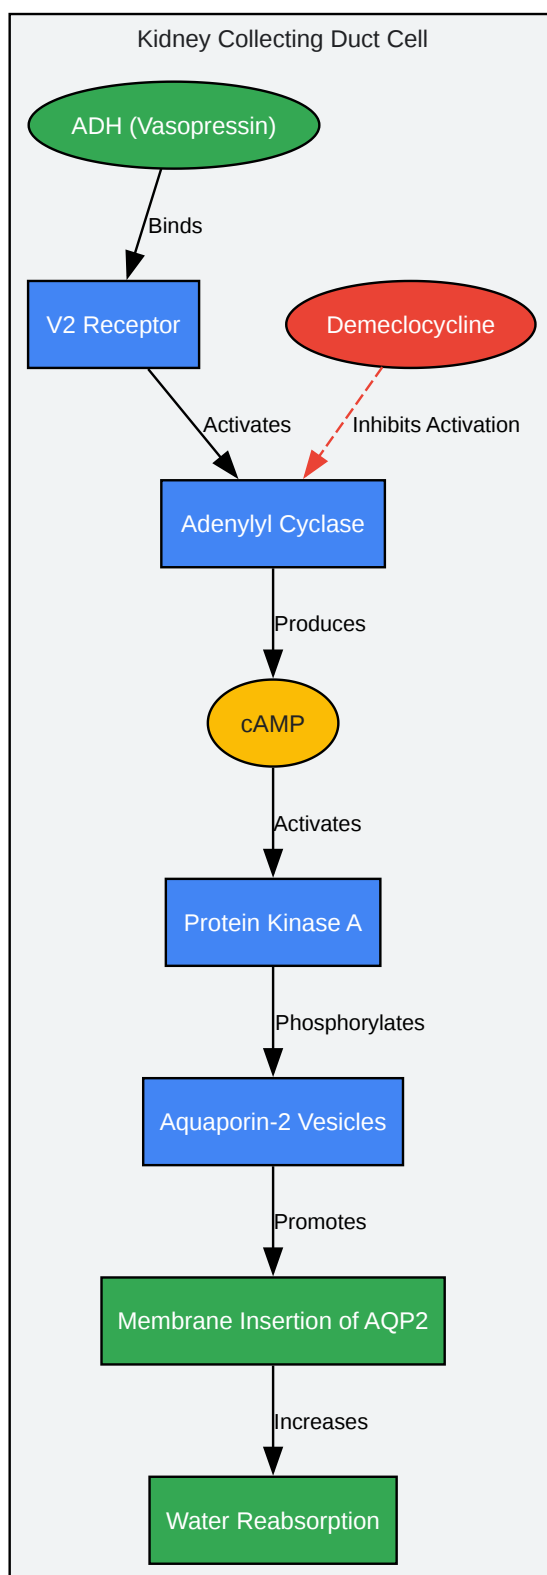 Kidney Collecting Duct Cell
ADH (Vasopressin)
Binds
V2 Receptor
Demeclocycline
Activates
Inhibits Activation
Adenylyl Cyclase
Produces
cAMP
Activates
Protein Kinase A
Phosphorylates
Aquaporin-2 Vesicles
Promotes
Membrane Insertion of AQP2
Increases
Water Reabsorption